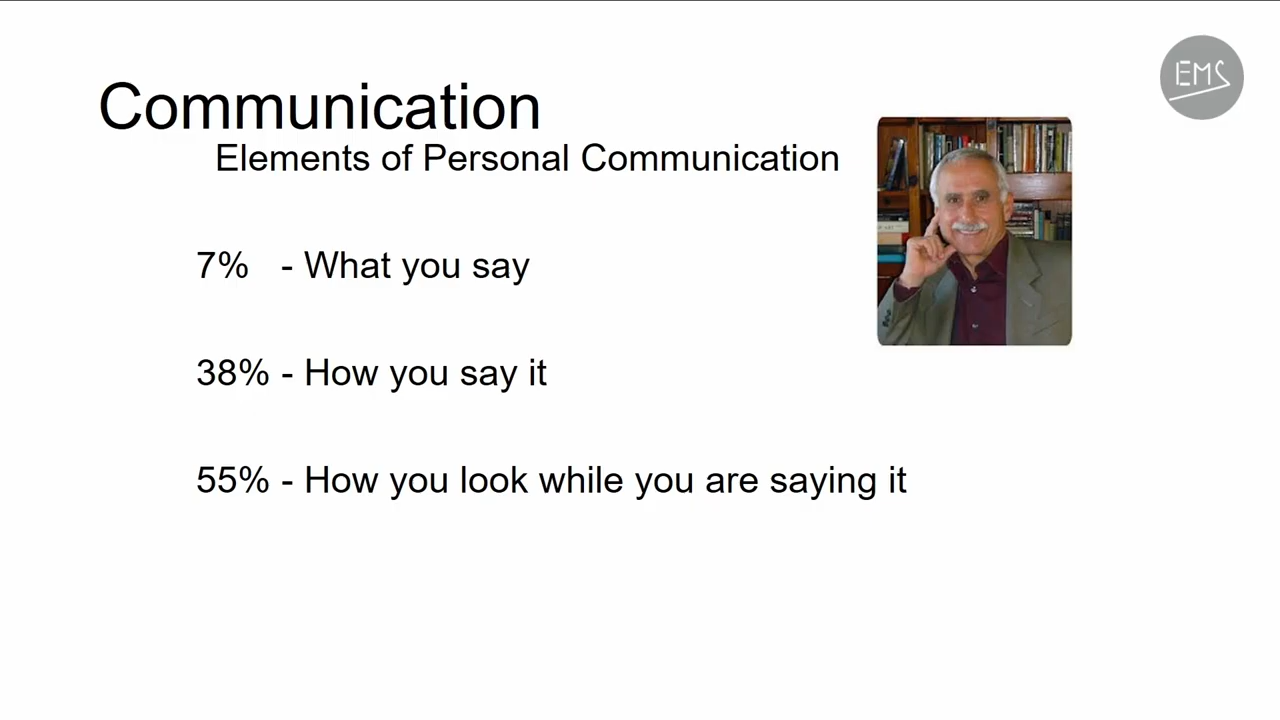 EMS
Communication
Elements of Personal Communication
7% - What you say
38% - How you say it
55% - How you look while you are saying it